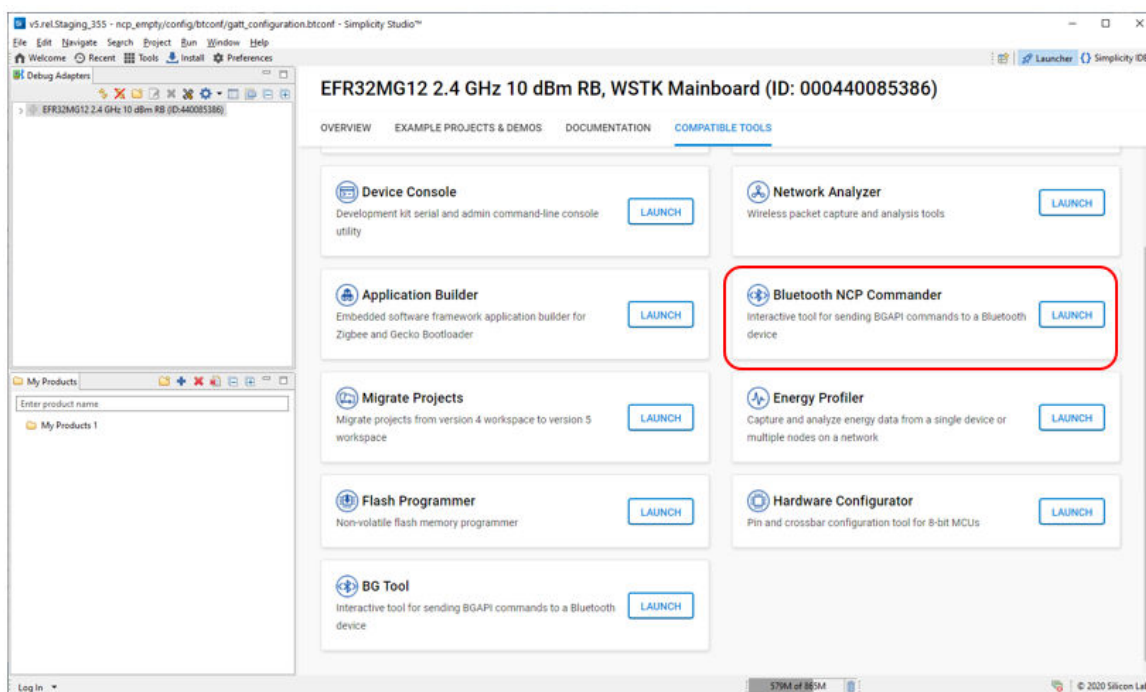 v5.rel.Staging_355 - ncp_empty/config/btconf/gatt_configuration.btconf - Simplicity Studio™
File Edit Navigate Search Project Run Window Help
Welcome Recent Tools Install Preferences
Launcher {} Simplicity IDE
Debug Adapters
EFR32MG12 2.4 GHz 10 dBm RB (ID:440085386)
EFR32MG12 2.4 GHz 10 dBm RB, WSTK Mainboard (ID: 000440085386)
OVERVIEW EXAMPLE PROJECTS & DEMOS DOCUMENTATION COMPATIBLE TOOLS
Device Console
Development kit serial and admin command-line console
utility
LAUNCH
Network Analyzer
Wireless packet capture and analysis tools
LAUNCH
Application Builder
Embedded software framework application builder for
Zigbee and Gecko Bootloader
LAUNCH
Bluetooth NCP Commander
Interactive tool for sending BGAPI commands to a Bluetooth
device
LAUNCH
My Products
Enter product name
My Products 1
Migrate Projects
Migrate projects from version 4 workspace to version 5
workspace
LAUNCH
Energy Profiler
Capture and analyze energy data from a single device or
multiple nodes on a network
LAUNCH
Flash Programmer
Non-volatile flash memory programmer
LAUNCH
Hardware Configurator
Pin and crossbar configuration tool for 8-bit MCUs
LAUNCH
BG Tool
Interactive tool for sending BGAPI commands to a Bluetooth
device
LAUNCH
Log In
579M of 865M
© 2020 Silicon Lab